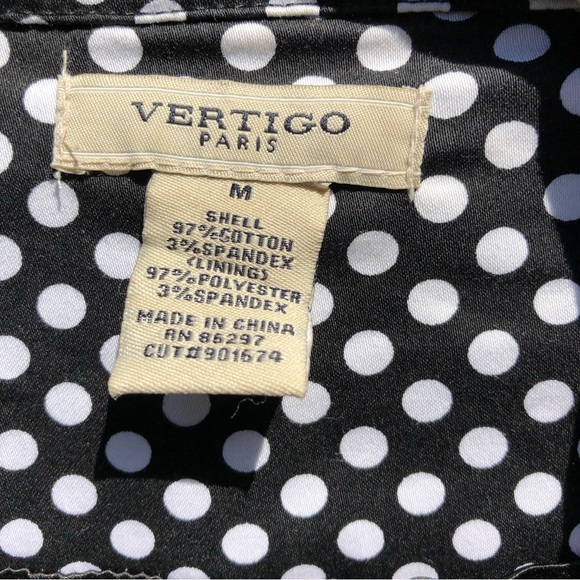 VERTIGO
PARIS
M
SHELL
97%COTTON
3%SPANDEX
(LINING)
97%POLYESTER
3%SPANDEX
MADE IN CHINA
RN 86297
CUT#901674